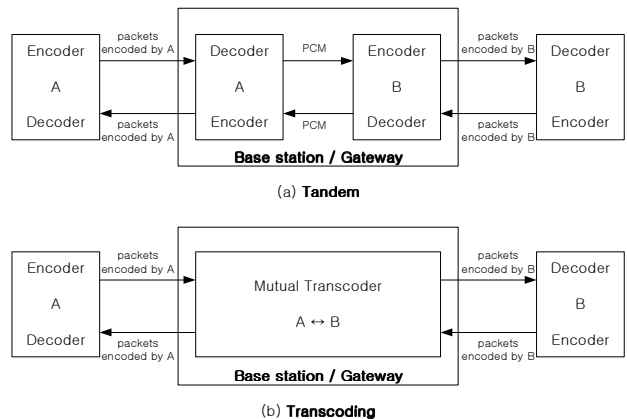 packets
encoded by A
PCM
packets
encoded by B
Encoder
A
Decoder
Decoder
A
Encoder
Encoder
B
Decoder
Decoder
B
Encoder
packets
encoded by A
PCM
packets
encoded by B
Base station / Gateway
(a) Tandem
packets
encoded by A
packets
encoded by B
Encoder
A
Decoder
Mutual Transcoder
A ↔ B
Decoder
B
Encoder
packets
encoded by A
packets
encoded by B
Base station / Gateway
(b) Transcoding